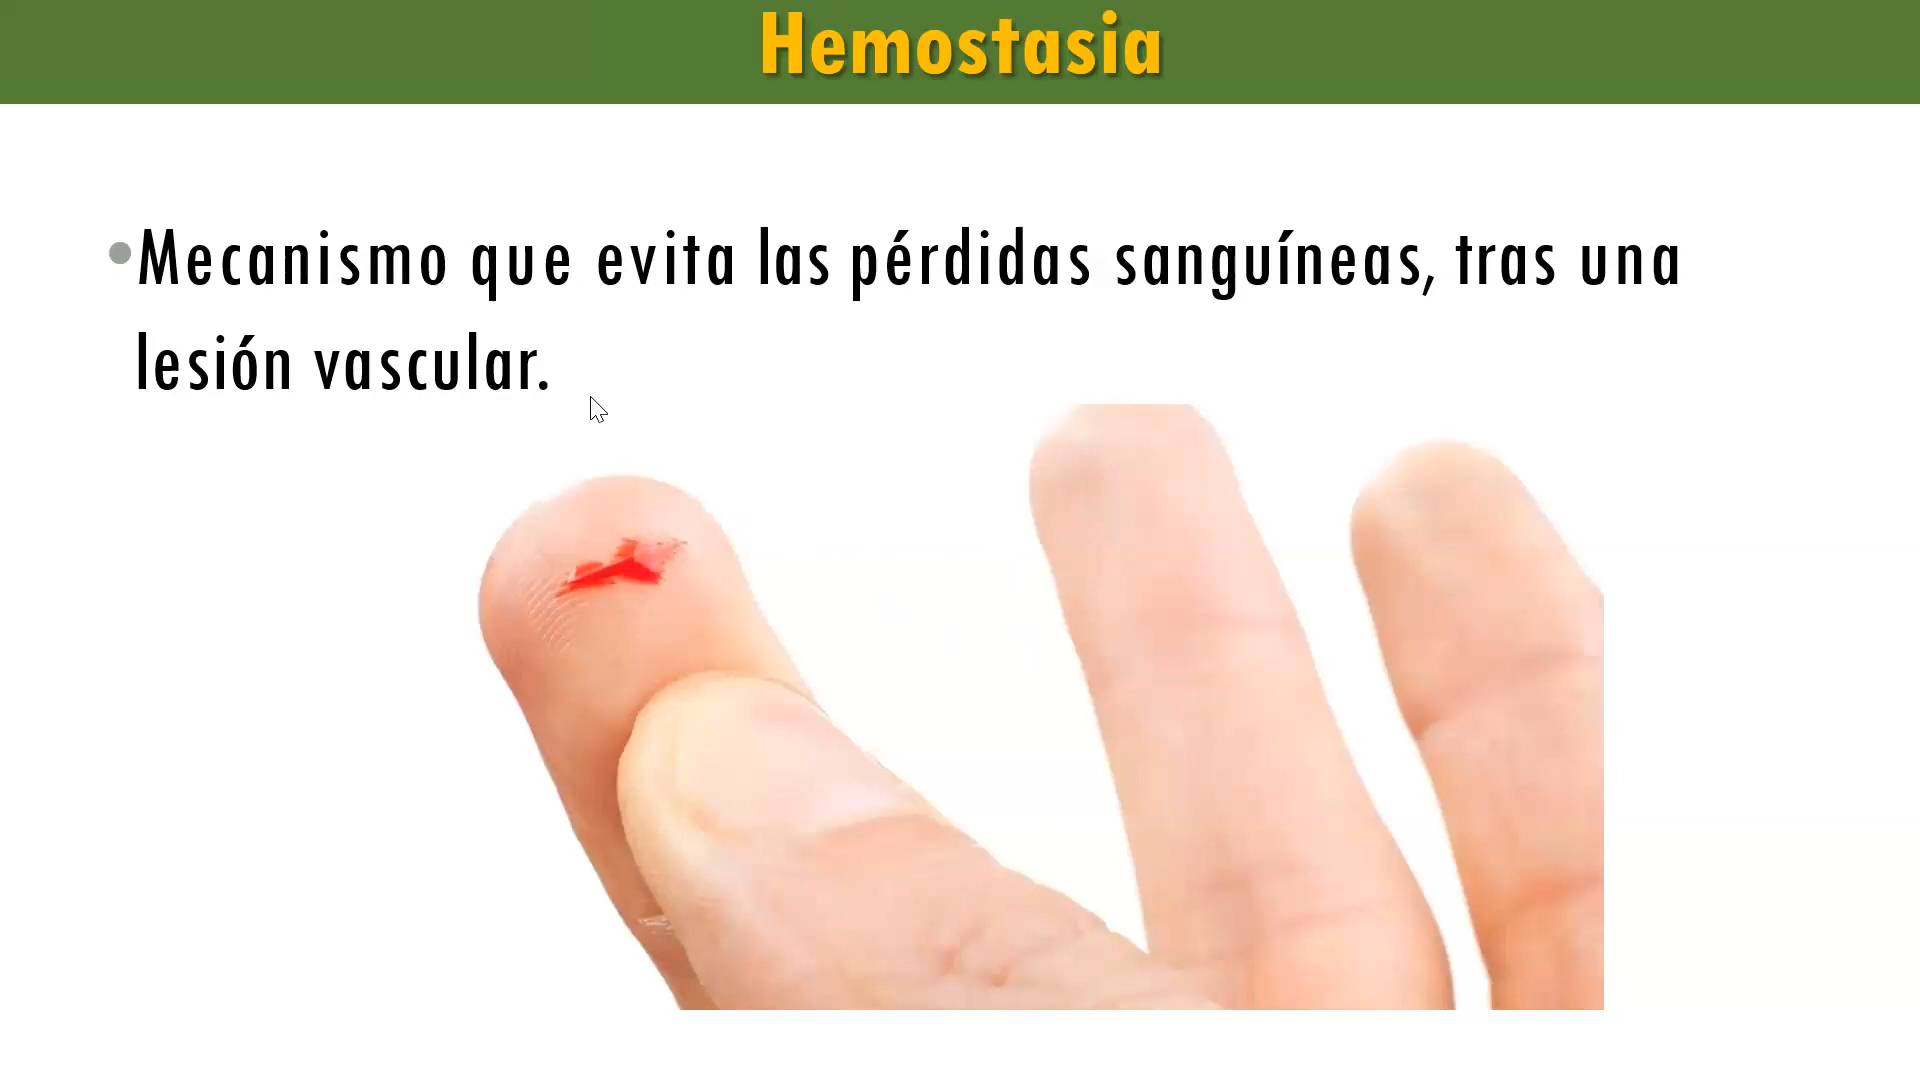 Hemostasia
•Mecanismo que evita las pérdidas sanguíneas, tras una
lesión vascular.